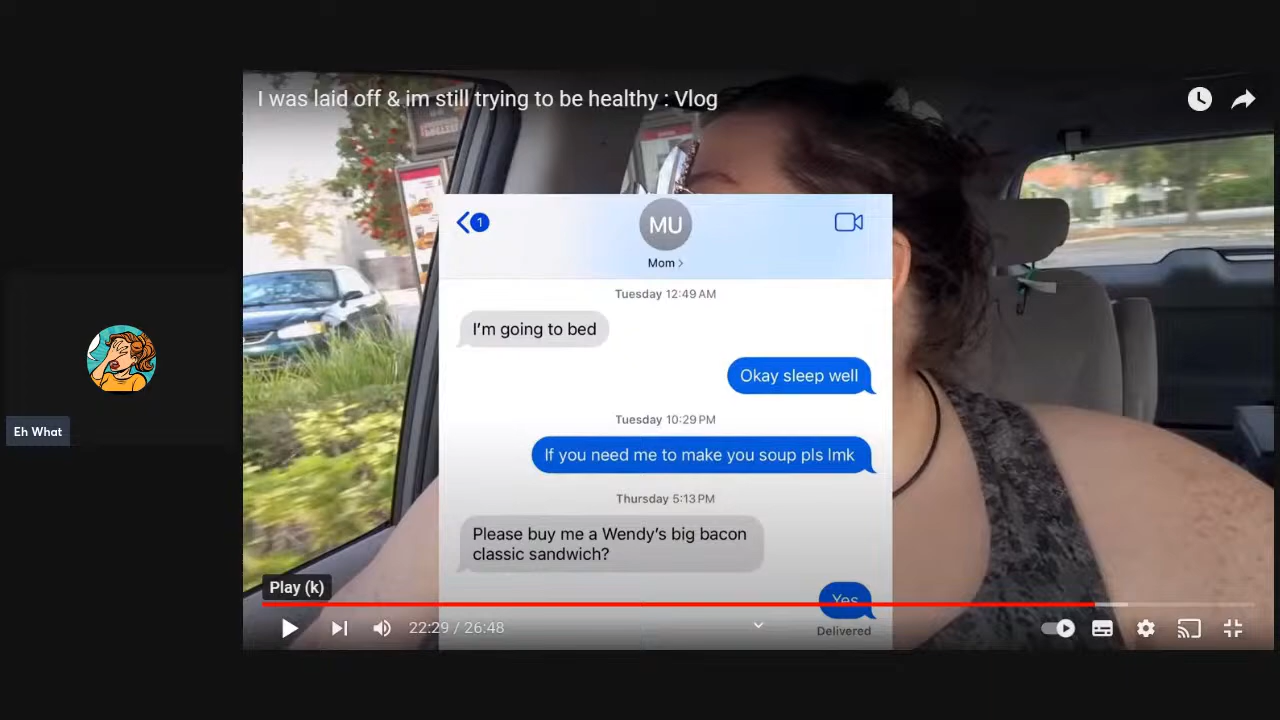 I was laid off & im still trying to be healthy : Vlog
1
MU
Mom >
Tuesday 12:49 AM
I'm going to bed
Okay sleep well
Tuesday 10:29 PM
If you need me to make you soup pls lmk
Eh What
Thursday 5:13 PM
Please buy me a Wendy's big bacon
classic sandwich?
Play (k)
Yes
22:29 / 26:48
Delivered